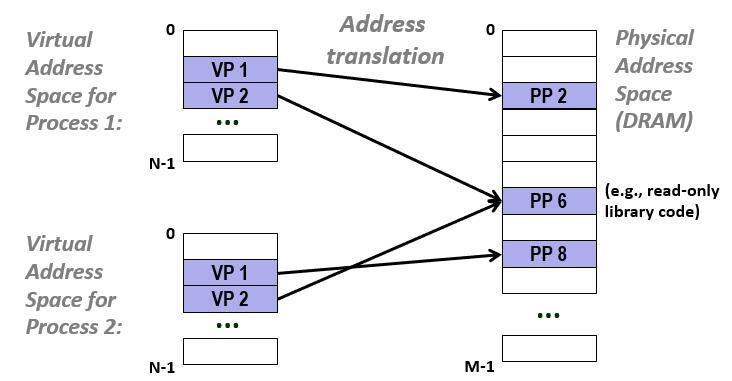 Virtual
Address
Space for
Process 1:
0
VP 1
VP 2
...
N-1
Address
translation
0
PP 2
PP 6
PP 8
...
M-1
Physical
Address
Space
(DRAM)
(e.g., read-only
library code)
Virtual
Address
Space for
Process 2:
0
VP 1
VP 2
...
N-1